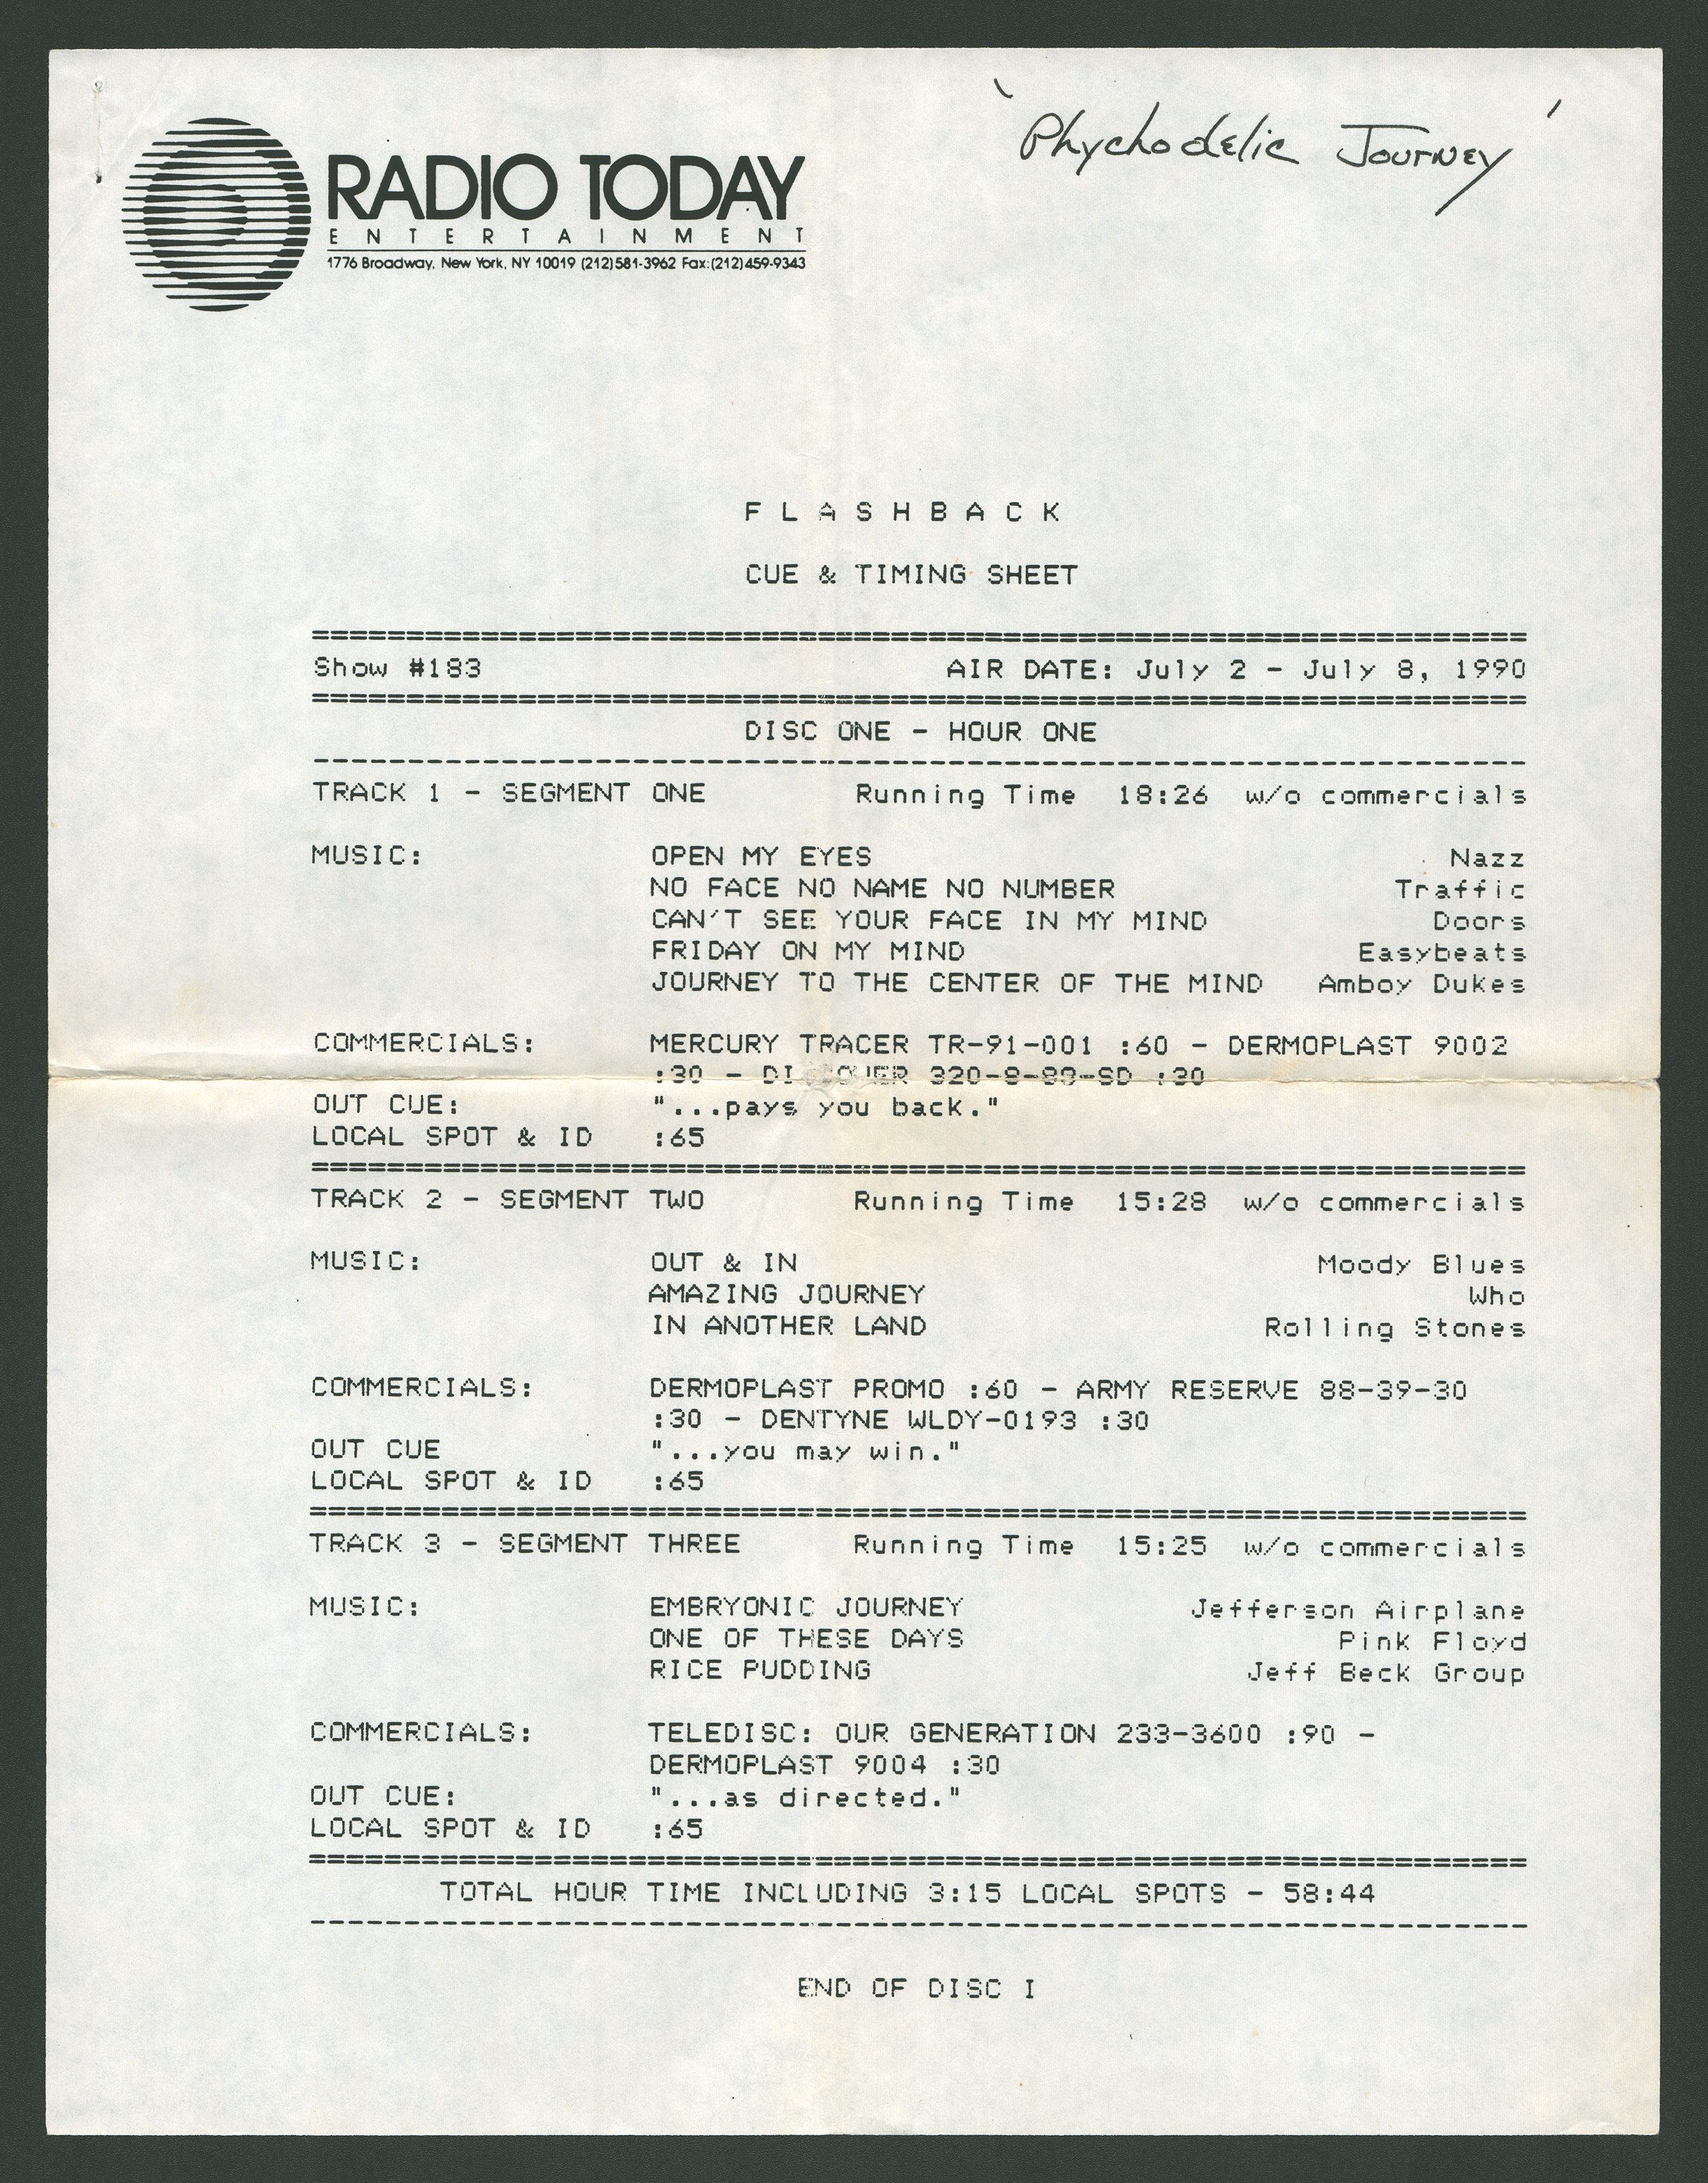 'Phychodelic Journey'
RADIO TODAY
ENTERTAINMENT
1776 Broadway, New York, NY 10019 (212)581-3962 Fax:(212)459-9343
F L A S H B A C K
CUE & TIMING SHEET
=================================================================
Show #183 AIR DATE: July 2 - July 8, 1990
=================================================================
DISC ONE - HOUR ONE
-----------------------------------------------------------------
TRACK 1 - SEGMENT ONE Running Time 18:26 w/o commercials
MUSIC: OPEN MY EYES Nazz
NO FACE NO NAME NO NUMBER Traffic
CAN'T SEE YOUR FACE IN MY MIND Doors
FRIDAY ON MY MIND Easybeats
JOURNEY TO THE CENTER OF THE MIND Amboy Dukes
COMMERCIALS: MERCURY TRACER TR-91-001 :60 - DERMOPLAST 9002
:30 - DISCOVER 320-8-88-SD :30
OUT CUE: "...pays you back."
LOCAL SPOT & ID :65
=================================================================
TRACK 2 - SEGMENT TWO Running Time 15:28 w/o commercials
MUSIC: OUT & IN Moody Blues
AMAZING JOURNEY Who
IN ANOTHER LAND Rolling Stones
COMMERCIALS: DERMOPLAST PROMO :60 - ARMY RESERVE 88-39-30
:30 - DENTYNE WLDY-0193 :30
OUT CUE "...you may win."
LOCAL SPOT & ID :65
=================================================================
TRACK 3 - SEGMENT THREE Running Time 15:25 w/o commercials
MUSIC: EMBRYONIC JOURNEY Jefferson Airplane
ONE OF THESE DAYS Pink Floyd
RICE PUDDING Jeff Beck Group
COMMERCIALS: TELEDISC: OUR GENERATION 233-3600 :90 -
DERMOPLAST 9004 :30
OUT CUE: "...as directed."
LOCAL SPOT & ID :65
=================================================================
TOTAL HOUR TIME INCLUDING 3:15 LOCAL SPOTS - 58:44
-----------------------------------------------------------------
END OF DISC I